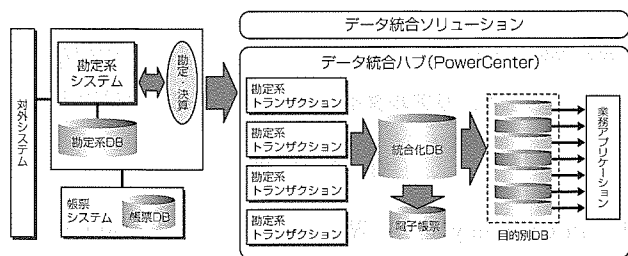 対外システム
勘定系
システム
勘定系DB
勘定・決算
帳票
システム
帳票DB
データ統合ソリューション
データ統合ハブ(PowerCenter)
勘定系
トランザクション
勘定系
トランザクション
勘定系
トランザクション
勘定系
トランザクション
統合化DB
電子帳票
目的別DB
業務アプリケーション